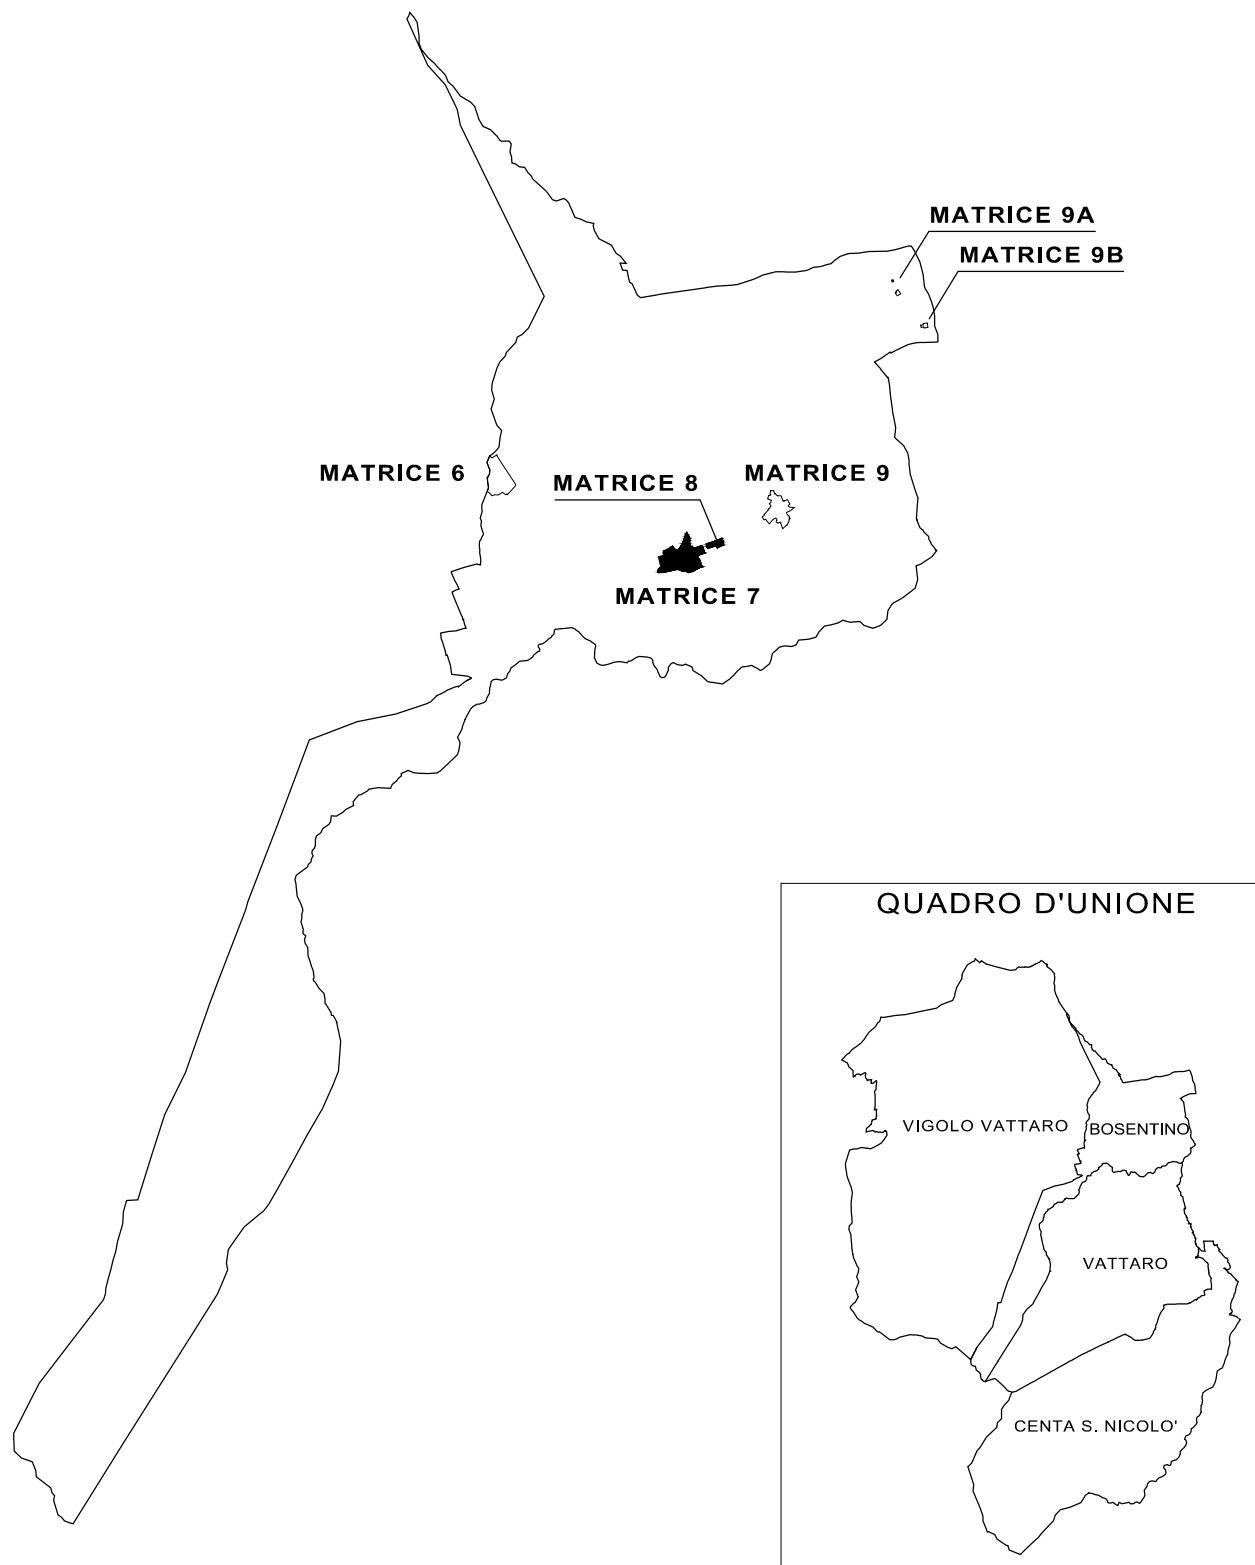 MATRICE 9A
MATRICE 9B
MATRICE 6
MATRICE 8
MATRICE 9
MATRICE 7
QUADRO D'UNIONE
VIGOLO VATTARO
BOSENTINO
VATTARO
CENTA S. NICOLO'